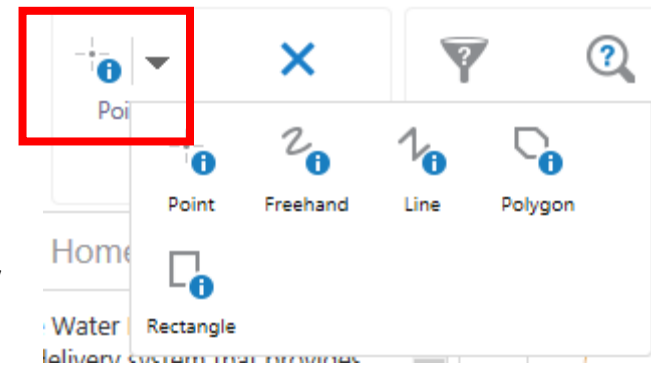 Poi
Point Freehand Line Polygon
Home
Rectangle
Water
delivery system that provides